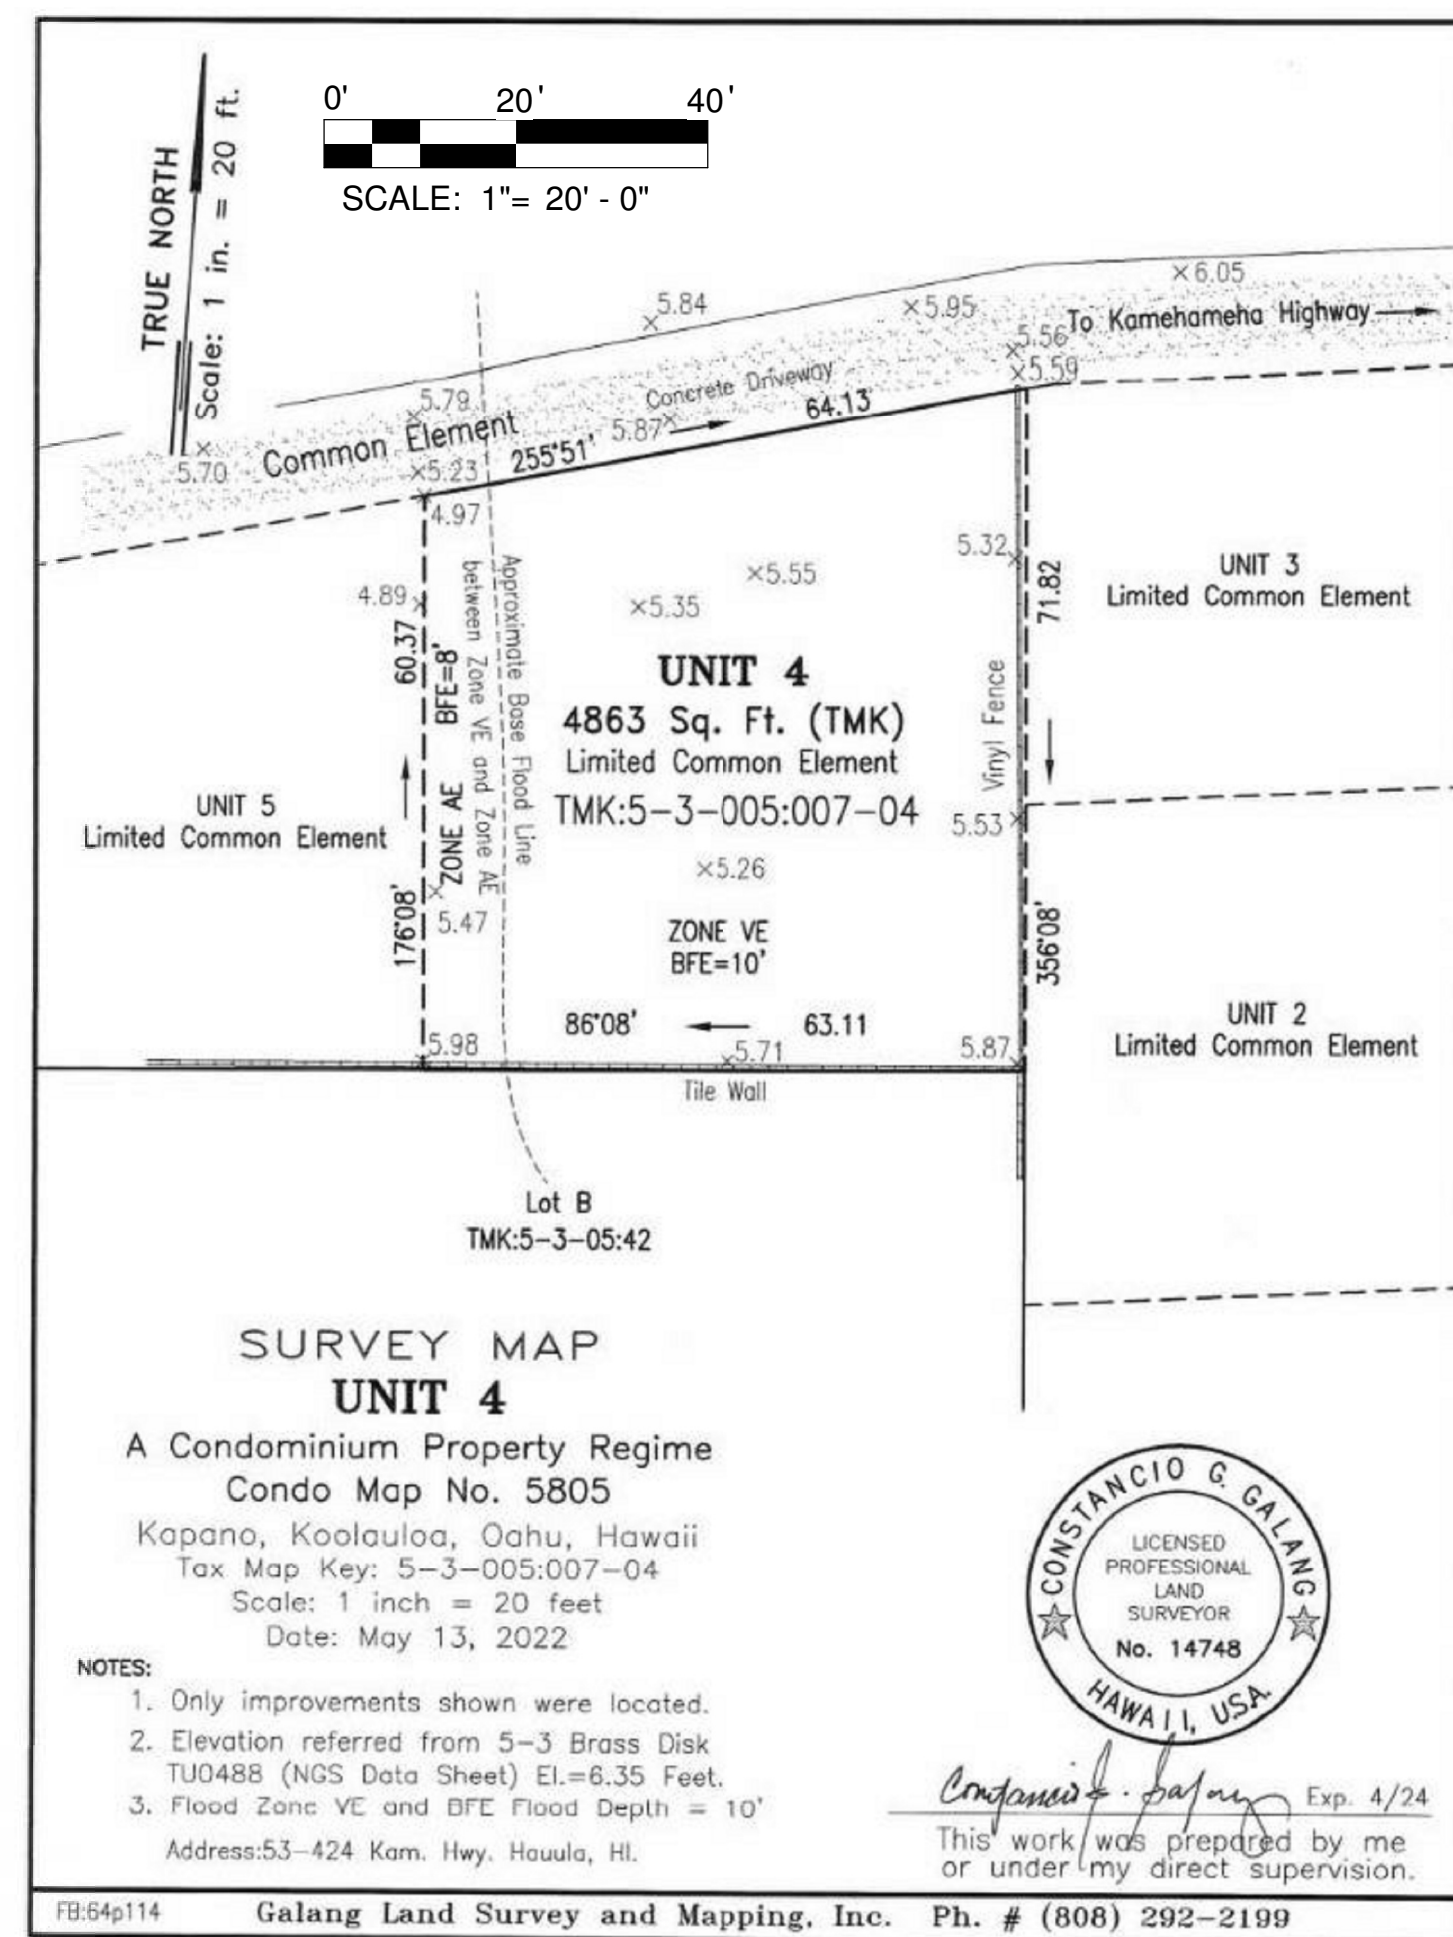 TRUE NORTH
Scale: 1 in. = 20 ft.
0' 20' 40'
SCALE: 1"= 20' - 0"
×6.05
5.84
×5.95
To Kamehameha Highway
5.56
5.59
Concrete Driveway
64.13
5.79
5.87
Common Element
255°51'
5.70
×5.23
4.97
5.32
×5.55
×5.35
4.89
UNIT 3
Limited Common Element
71.82
60.37
BFE=8'
ZONE AE
Approximate Base Flood Line
between Zone VE and Zone AE
UNIT 4
4863 Sq. Ft. (TMK)
Limited Common Element
TMK:5-3-005:007-04
Vinyl Fence
UNIT 5
Limited Common Element
5.53
×5.26
5.47
176°08'
356°08'
ZONE VE
BFE=10'
86°08' 63.11
5.98
5.71
5.87
UNIT 2
Limited Common Element
Tile Wall
Lot B
TMK:5-3-05:42
SURVEY MAP
UNIT 4
A Condominium Property Regime
Condo Map No. 5805
Kapano, Koolauloa, Oahu, Hawaii
Tax Map Key: 5-3-005:007-04
Scale: 1 inch = 20 feet
Date: May 13, 2022
NOTES:
1. Only improvements shown were located.
2. Elevation referred from 5-3 Brass Disk
TU0488 (NGS Data Sheet) El.=6.35 Feet.
3. Flood Zone VE and BFE Flood Depth = 10'
Address:53-424 Kam. Hwy. Hauula, HI.
CONSTANCIO G. GALANG
LICENSED
PROFESSIONAL
LAND
SURVEYOR
No. 14748
HAWAII, U.S.A.
Exp. 4/24
This work was prepared by me
or under my direct supervision.
FB:64p114
Galang Land Survey and Mapping, Inc. Ph. # (808) 292-2199